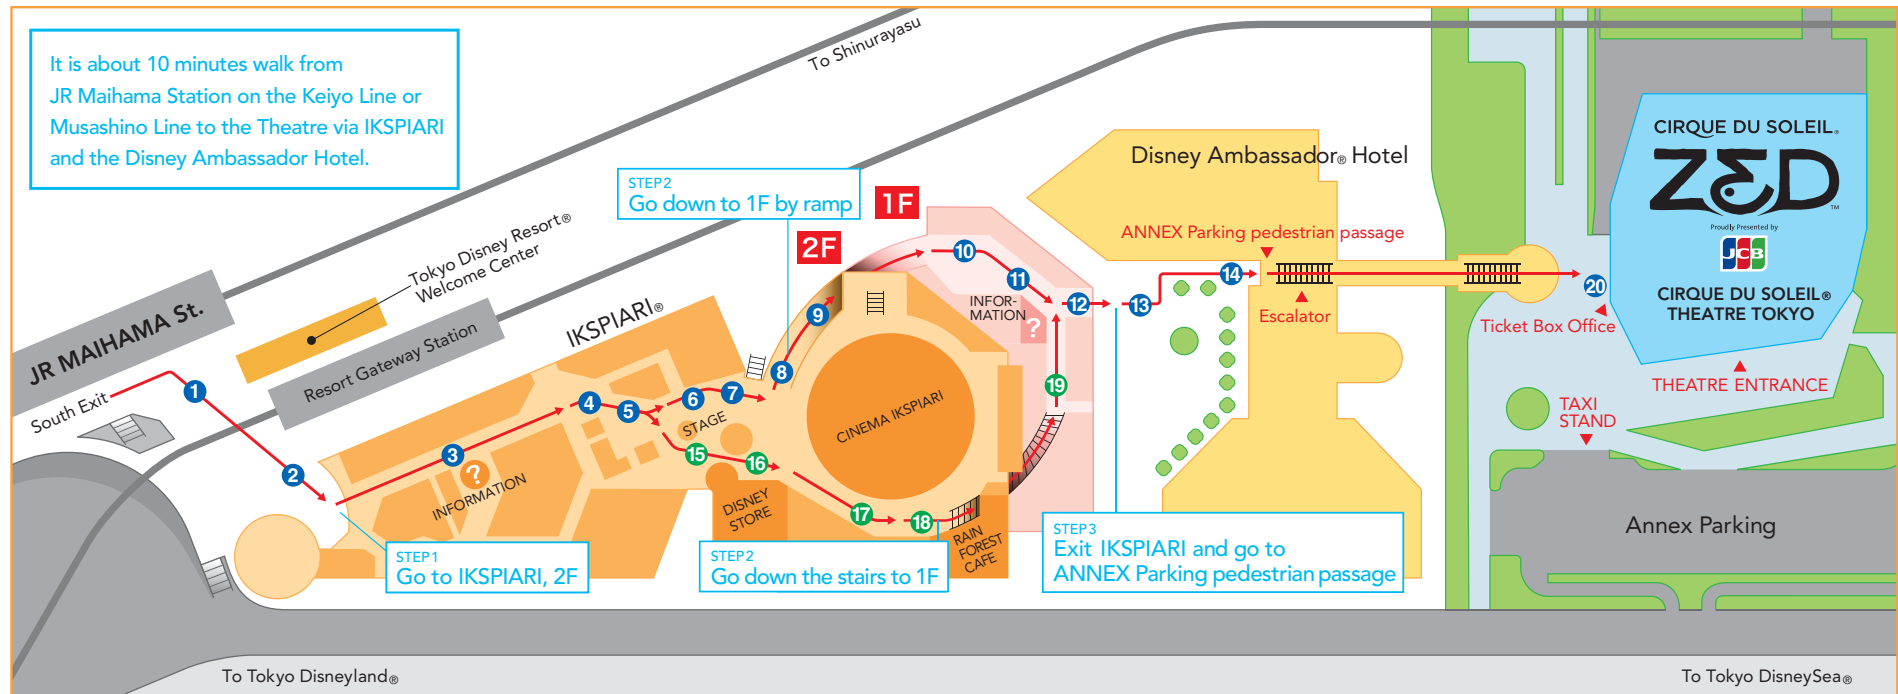 It is about 10 minutes walk from
JR Maihama Station on the Keiyo Line or
Musashino Line to the Theatre via IKSPIARI
and the Disney Ambassador Hotel.
To Shinurayasu
JR MAIHAMA St.
South Exit
Tokyo Disney Resort®
Welcome Center
Resort Gateway Station
IKSPIARI®
STEP2
Go down to 1F by ramp
1F
2F
1
2
3
4
5
6
7
8
9
10
11
12
13
14
15
16
17
18
19
20
?
INFORMATION
STAGE
DISNEY
STORE
CINEMA IKSPIARI
RAIN
FOREST
CAFE
INFOR-
MATION
?
STEP1
Go to IKSPIARI, 2F
STEP2
Go down the stairs to 1F
STEP3
Exit IKSPIARI and go to
ANNEX Parking pedestrian passage
Disney Ambassador® Hotel
ANNEX Parking pedestrian passage
Escalator
Ticket Box Office
CIRQUE DU SOLEIL®
ZED™
Proudly Presented by
JCB
CIRQUE DU SOLEIL®
THEATRE TOKYO
THEATRE ENTRANCE
TAXI
STAND
Annex Parking
To Tokyo Disneyland®
To Tokyo DisneySea®